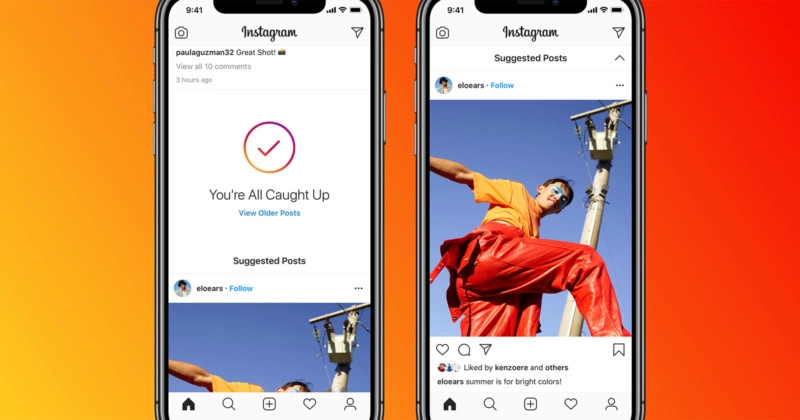 9:41
Instagram
paulaguzman32 Great Shot! 📸
View all 10 comments
3 hours ago
You're All Caught Up
View Older Posts
Suggested Posts
eloears · Follow
9:41
Instagram
Suggested Posts
eloears · Follow
Liked by kenzoere and others
eloears summer is for bright colors!